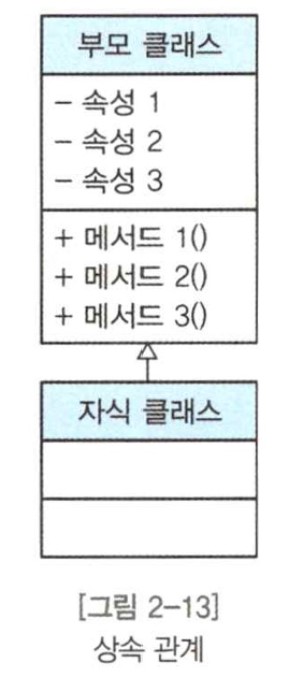 부모 클래스
- 속성 1
- 속성 2
- 속성 3
+ 메서드 1()
+ 메서드 2()
+ 메서드 3()
자식 클래스
[그림 2-13]
상속 관계